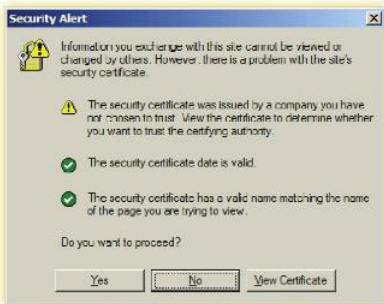 Security Alert
Information you exchange with this site cannot be viewed or
changed by others. However, there is a problem with the site's
security certificate.
The security certificate was issued by a company you have
not chosen to trust. View the certificate to determine whether
you want to trust the certifying authority.
The security certificate date is valid.
The security certificate has a valid name matching the name
of the page you are trying to view.
Do you want to proceed?
Yes No View Certificate